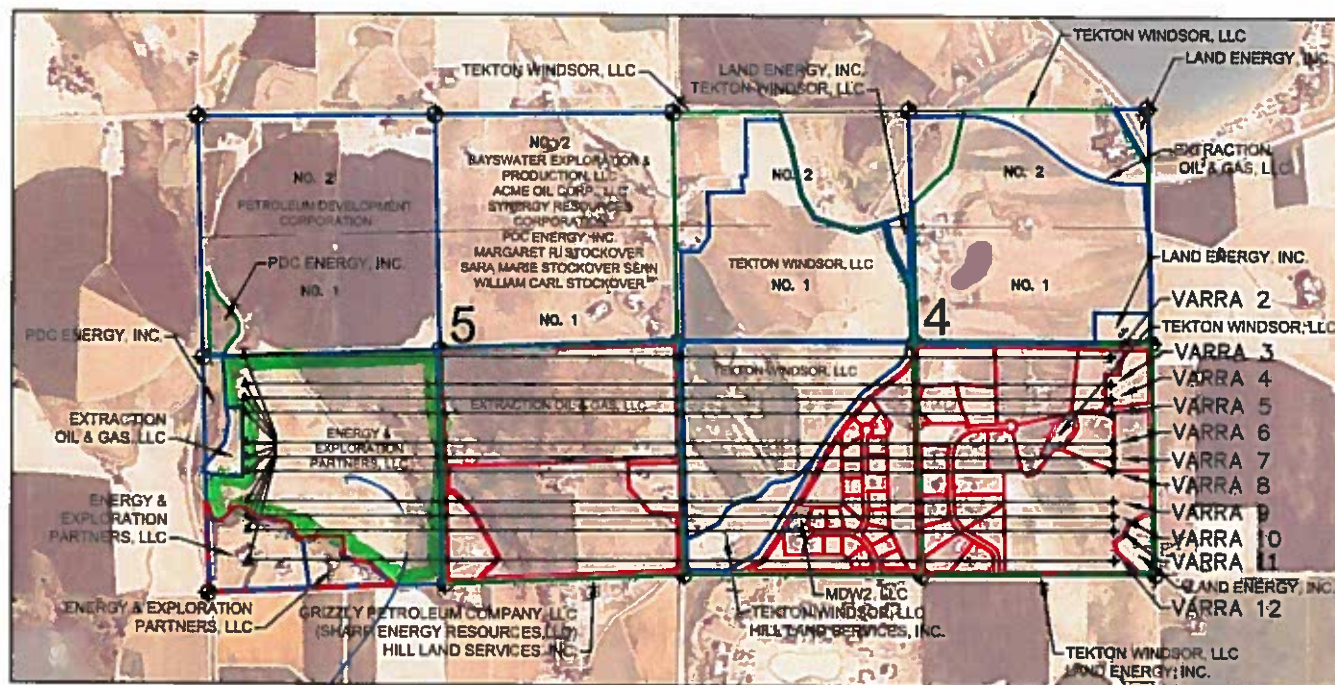 TEKTON WINDSOR, LLC
LAND ENERGY, INC.
TEKTON WINDSOR, LLC
LAND ENERGY, INC.
TEKTON WINDSOR, LLC
NO. 2
PETROLEUM DEVELOPMENT
CORPORATION
NO. 1
NO. 2
BAYSWATER EXPLORATION &
PRODUCTION, LLC
ACME OIL CORP., LLC
SYNERGY RESOURCES
CORPORATION
PDC ENERGY, INC.
MARGARET R. STOCKOVER
SARA MARIE STOCKOVER SENN
WILLIAM CARL STOCKOVER
NO. 1
NO. 2
TEKTON WINDSOR, LLC
NO. 1
NO. 2
NO. 1
EXTRACTION
OIL & GAS, LLC
LAND ENERGY, INC.
PDC ENERGY, INC.
PDC ENERGY, INC.
5
4
TEKTON WINDSOR, LLC
EXTRACTION OIL & GAS, LLC
EXTRACTION
OIL & GAS, LLC
ENERGY &
EXPLORATION
PARTNERS, LLC
ENERGY &
EXPLORATION
PARTNERS, LLC
ENERGY & EXPLORATION
PARTNERS, LLC
GRIZZLY PETROLEUM COMPANY, LLC
(SHARP ENERGY RESOURCES, LLC)
HILL LAND SERVICES INC.
MDW2, LLC
TEKTON WINDSOR, LLC
HILL LAND SERVICES, INC.
VARRA 2
TEKTON WINDSOR, LLC
VARRA 3
VARRA 4
VARRA 5
VARRA 6
VARRA 7
VARRA 8
VARRA 9
VARRA 10
VARRA 11
LAND ENERGY, INC.
VARRA 12
TEKTON WINDSOR, LLC
LAND ENERGY, INC.